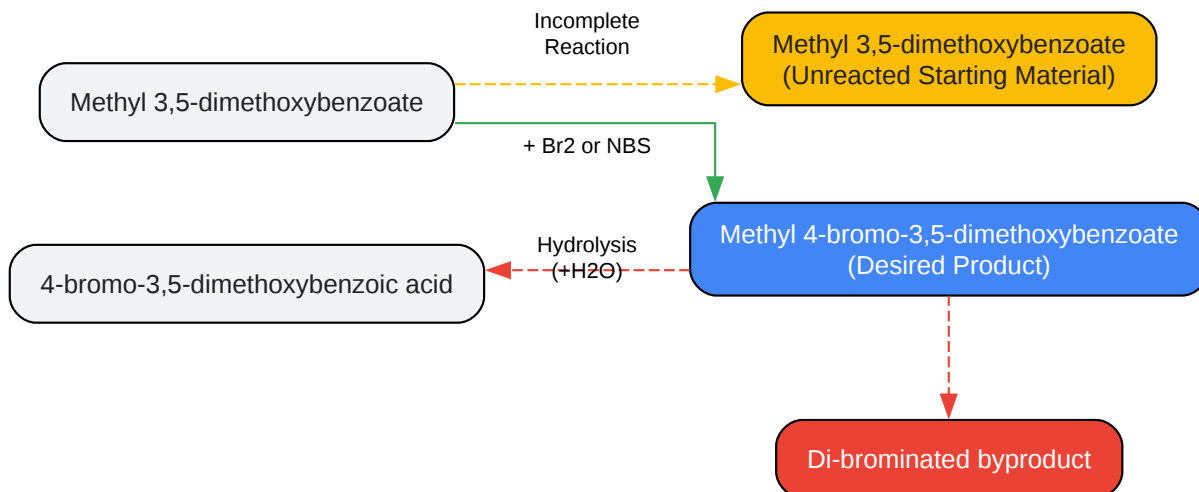 Incomplete
Reaction
Methyl 3,5-dimethoxybenzoate
(Unreacted Starting Material)
Methyl 3,5-dimethoxybenzoate
+ Br2 or NBS
Methyl 4-bromo-3,5-dimethoxybenzoate
(Desired Product)
Hydrolysis
(+H2O)
4-bromo-3,5-dimethoxybenzoic acid
Di-brominated byproduct